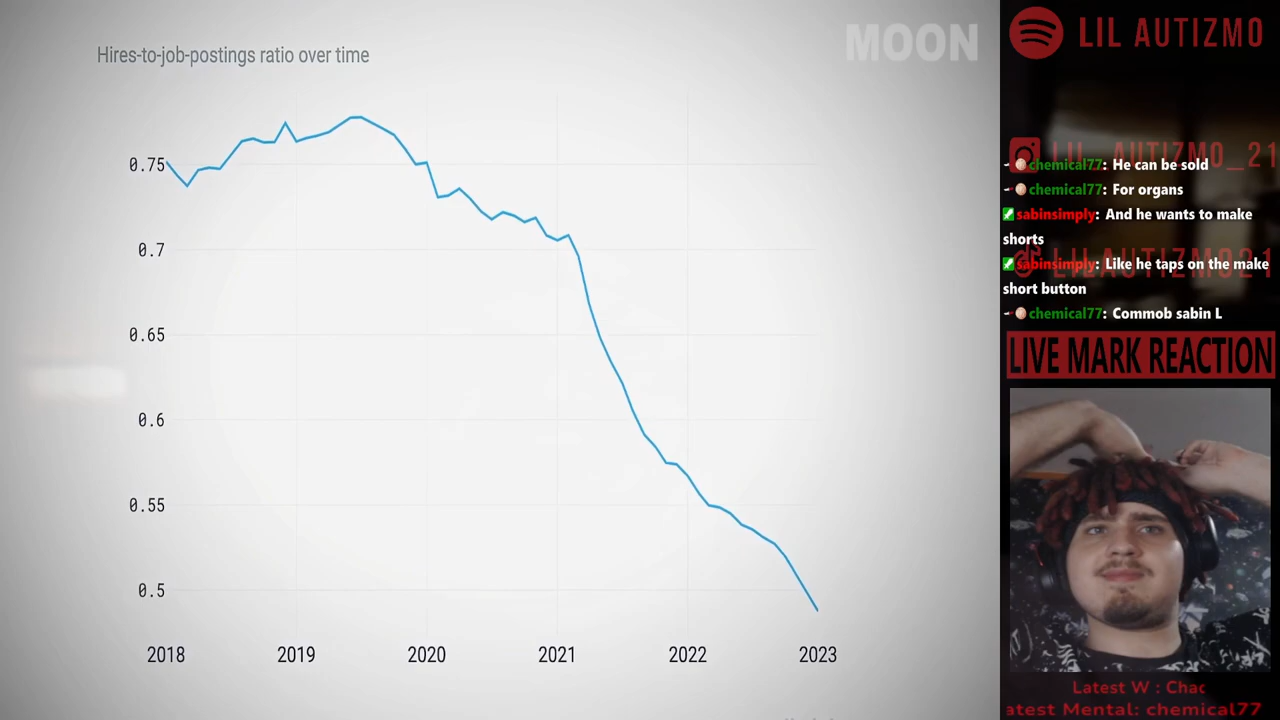 MOON
Hires-to-job-postings ratio over time
0.75
0.7
0.65
0.6
0.55
0.5
2018
2019
2020
2021
2022
2023
LIL AUTIZMO
LIL_AUTIZMO_21
chemical77: He can be sold
chemical77: For organs
sabinsimply: And he wants to make
shorts
LILAUTIZMO21
sabinsimply: Like he taps on the make
short button
chemical77: Commob sabin L
LIVE MARK REACTION
Latest W : Chac
atest Mental: chemical77